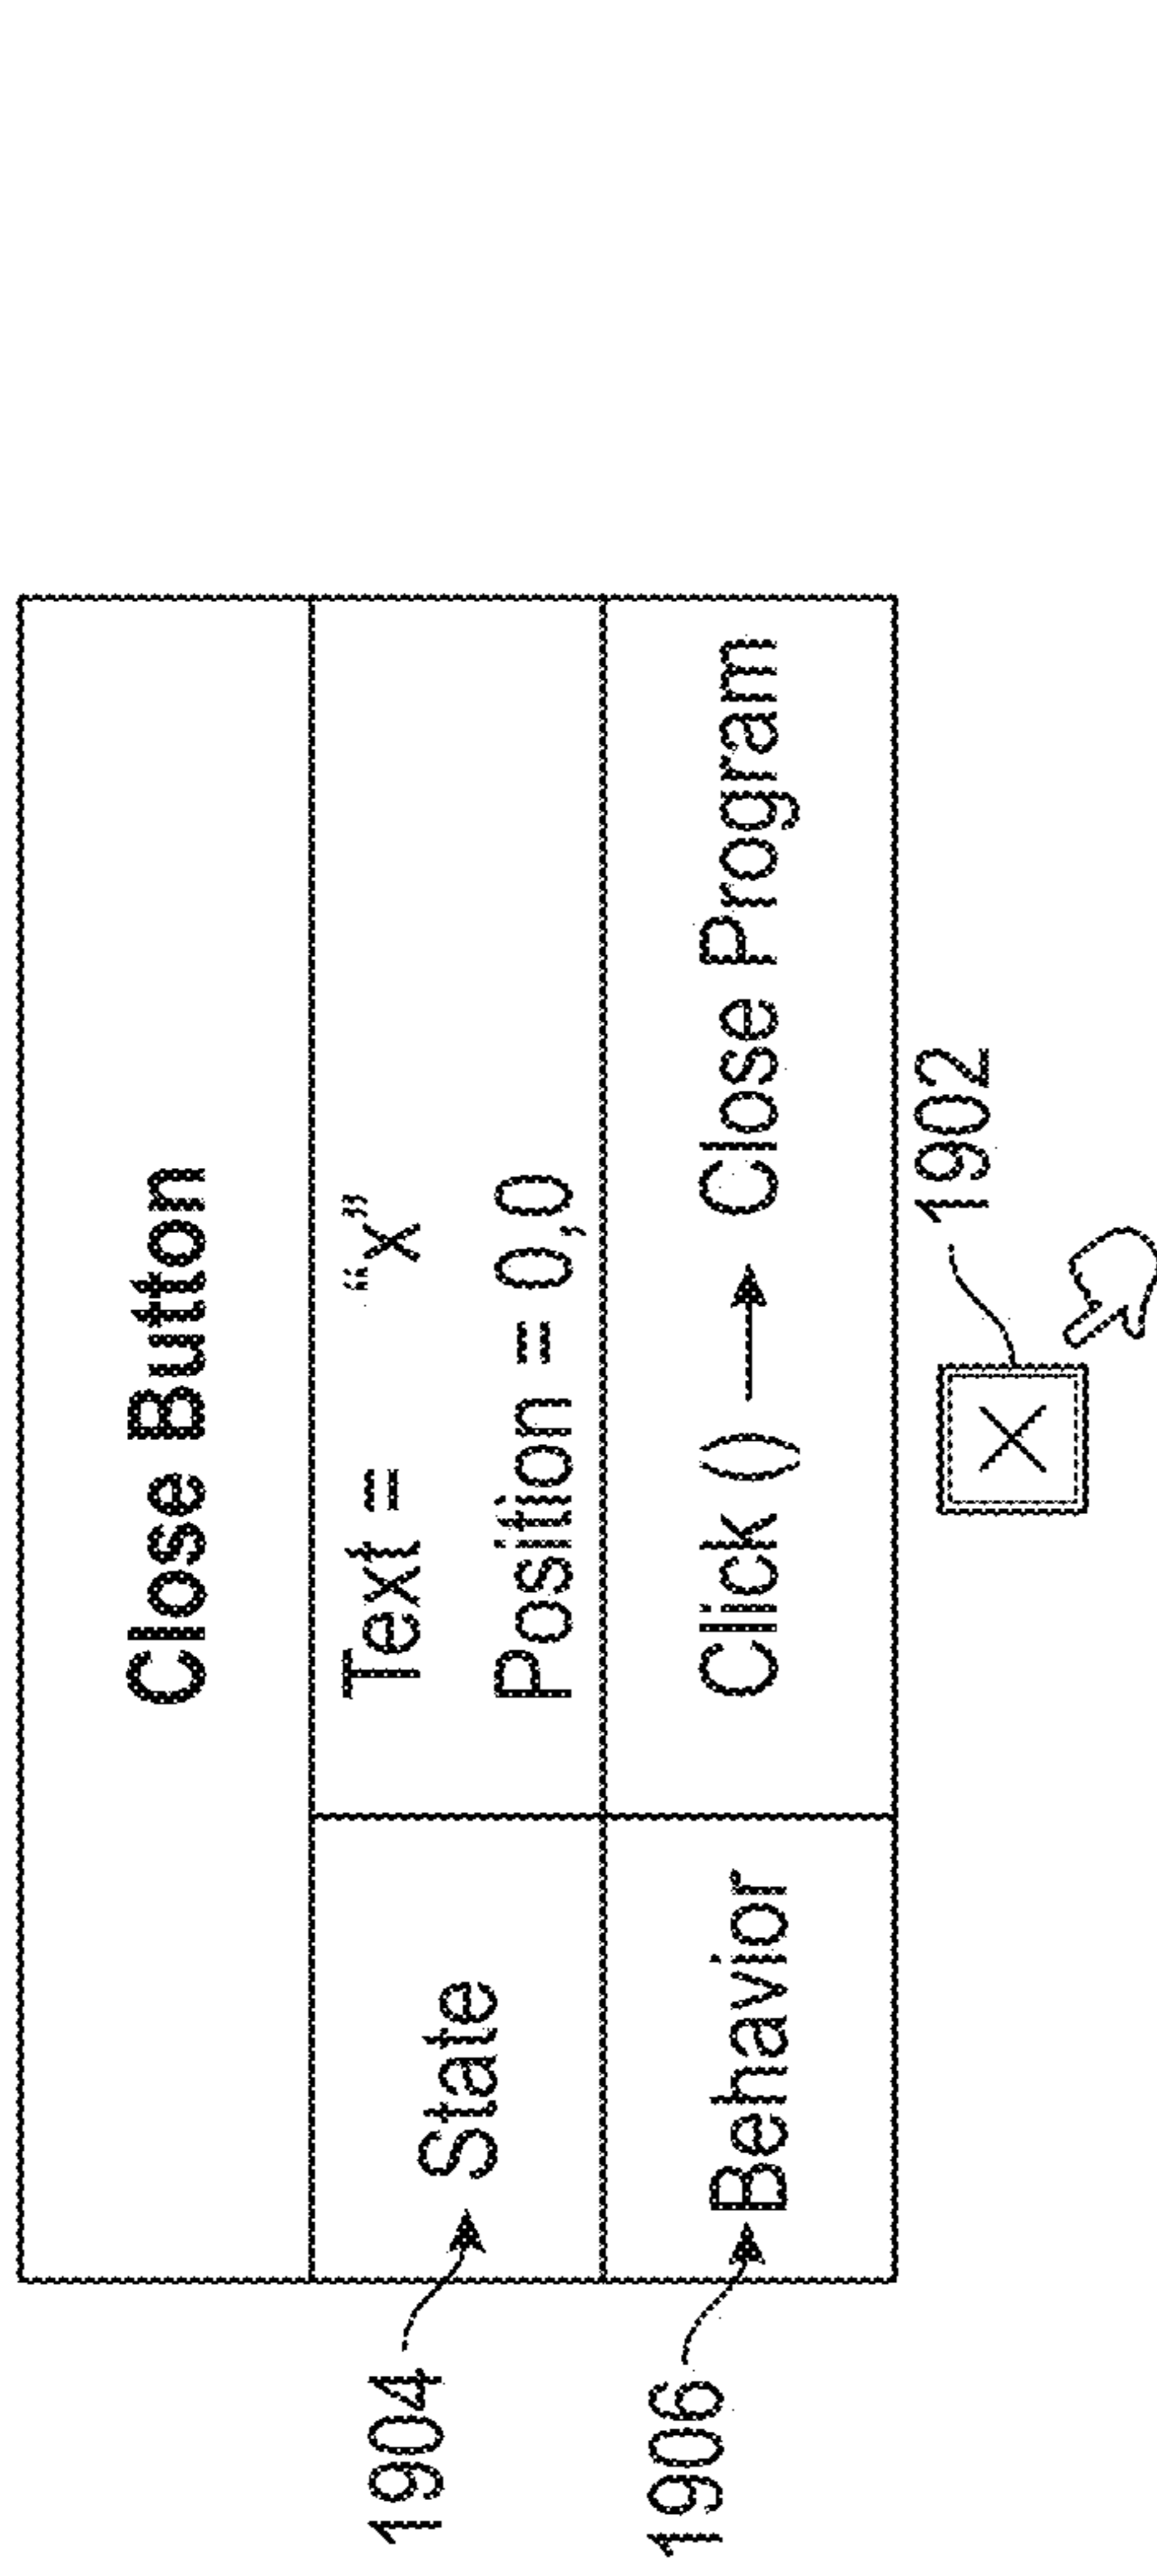 Close Button
1904
State
Text = “x”
Position = 0,0
1906
Behavior
Click () → Close Program
1902
X